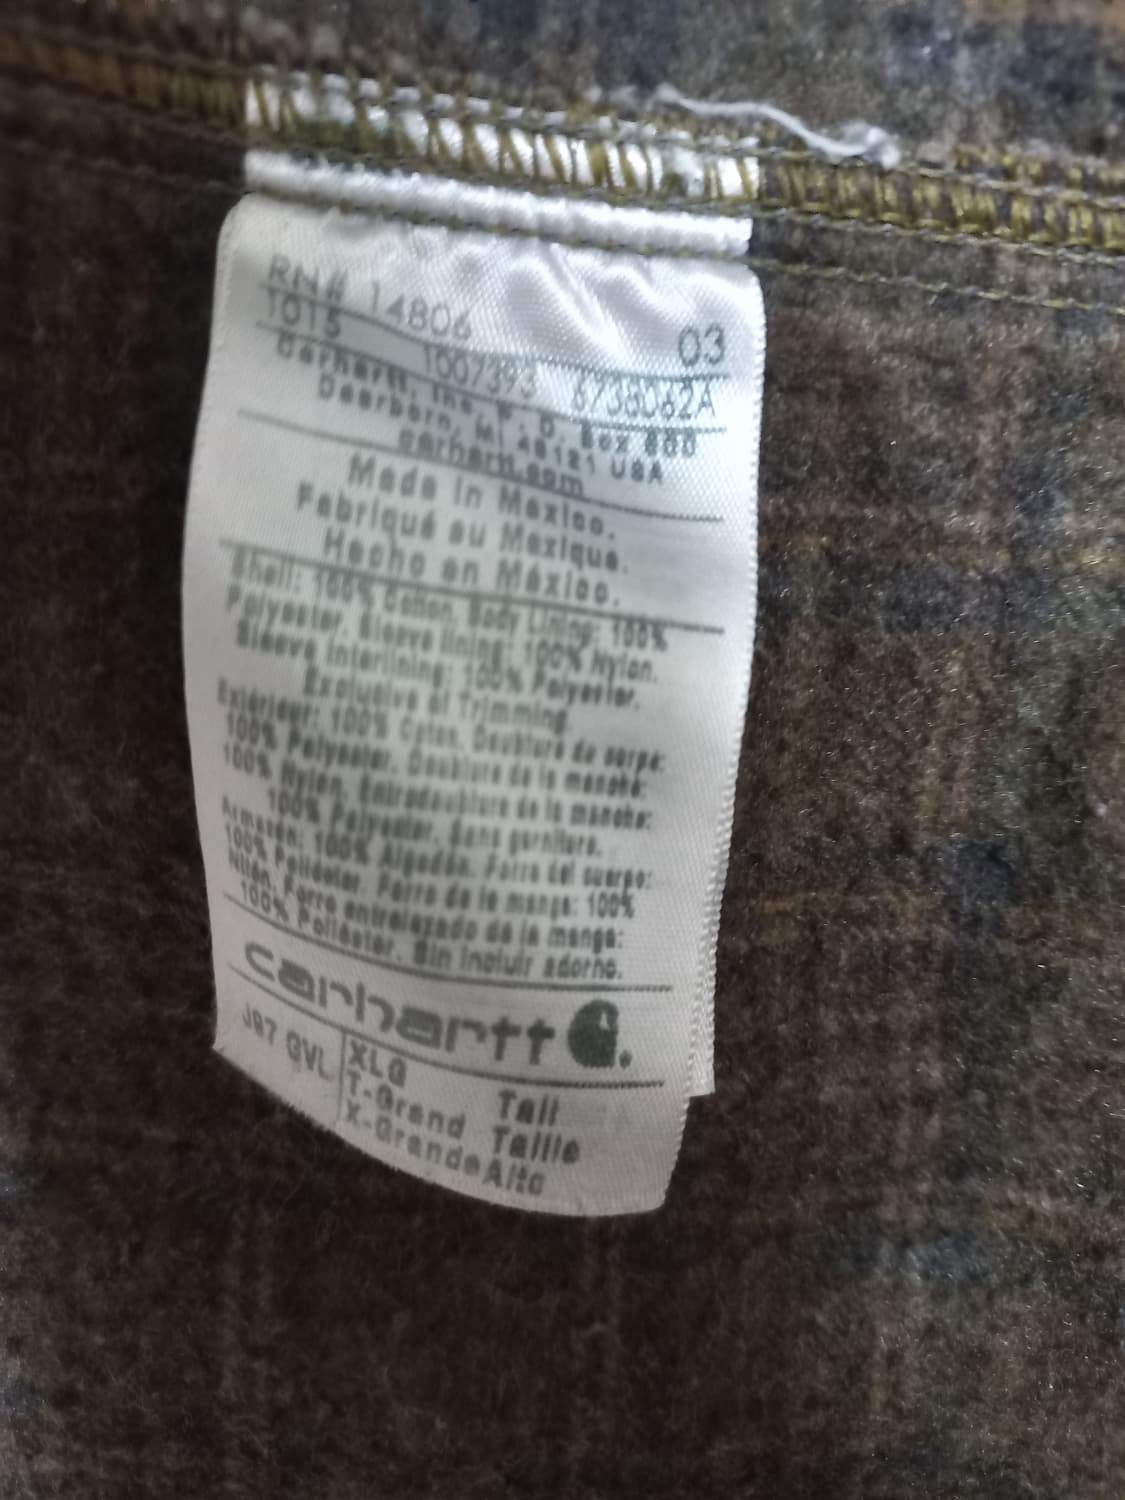 RN# 14806 03
1015 1007393 6738062A
Carhartt, Inc. P.O. Box 600
Dearborn, MI 48121 USA
carhartt.com
Made in Mexico.
Fabriqué au Mexique.
Hecho en México.
Shell: 100% Cotton. Body Lining: 100%
Polyester. Sleeve lining: 100% Nylon.
Sleeve Interlining: 100% Polyester.
Exclusive of Trimming.
Extérieur: 100% Coton. Doublure du corps:
100% Polyester. Doublure de la manche:
100% Nylon. Entredoublure de la manche:
100% Polyester. Sans garniture.
Armazón: 100% Algodón. Forro del cuerpo:
100% Poliéster. Forro de la manga: 100%
Nilón. Forro entrelazado de la manga:
100% Poliéster. Sin incluir adorno.
carhartt
J97 GVL XLG Tall
T-Grand Taille
X-Grande Alto